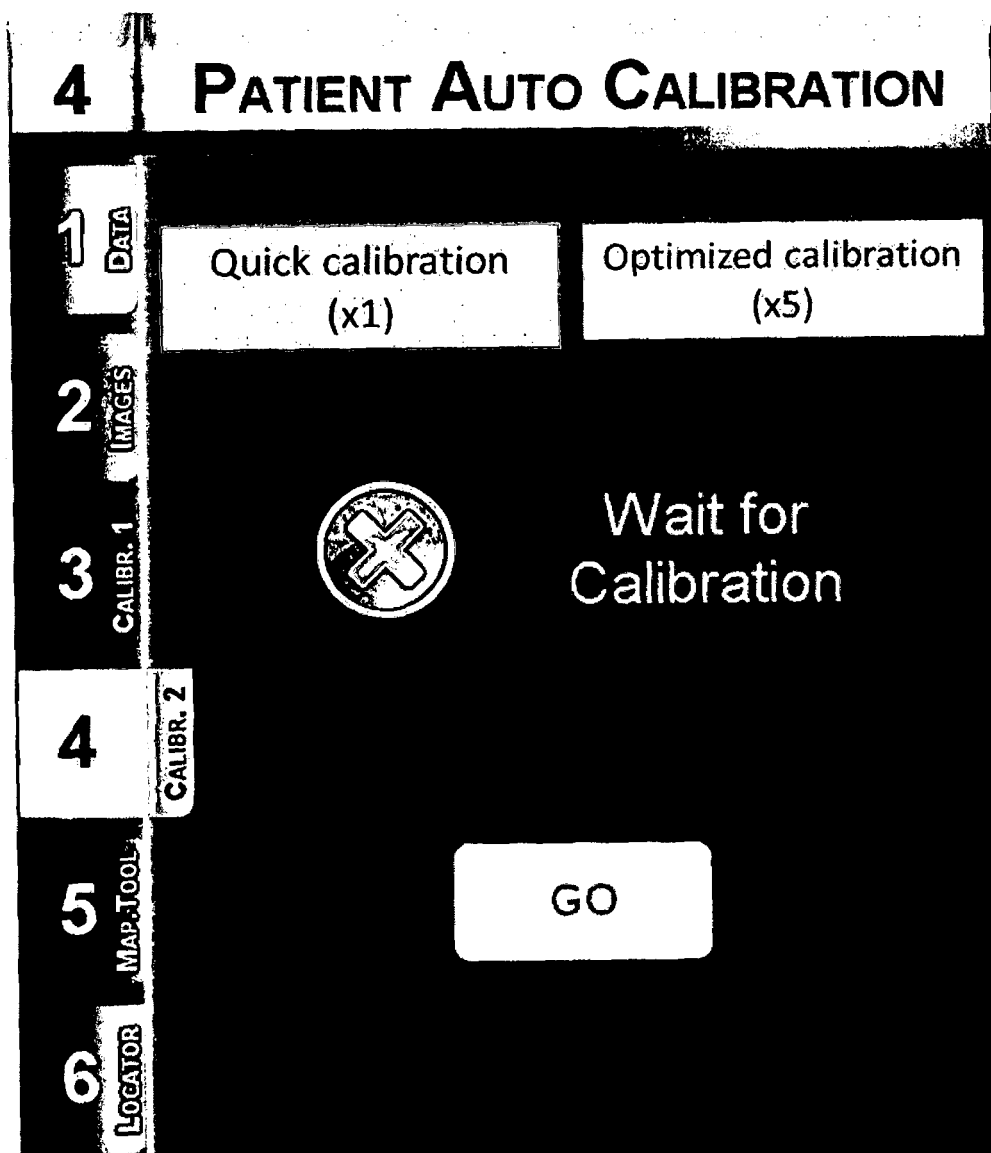 4 PATIENT AUTO CALIBRATION
1 DATA
Quick calibration
(x1)
Optimized calibration
(x5)
2 IMAGES
Wait for
Calibration
3 CALIBR. 1
4 CALIBR. 2
5 MAP.TOOL
GO
6 LOCATOR